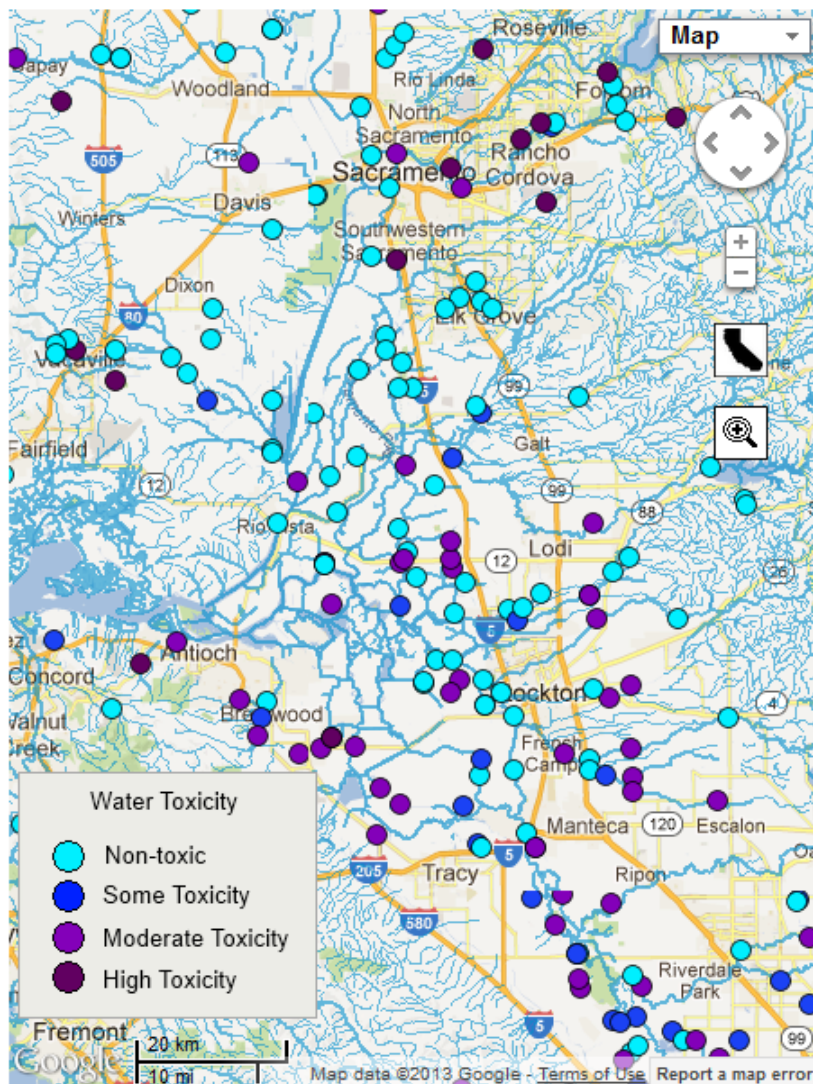 Roseville
Map
Capay
Rio Linda
Woodland
Folsom
North
Sacramento
505
113
Rancho
Cordova
Sacramento
Davis
Winters
Southwestern
Sacramento
+
−
Dixon
80
Elk Grove
Vacaville
5
99
Galt
Fairfield
12
99
88
Rio Vista
Lodi
12
26
5
Antioch
Concord
Stockton
4
Walnut
Creek
Brentwood
French
Camp
Water Toxicity
Non-toxic
Some Toxicity
Moderate Toxicity
High Toxicity
Manteca
120
Escalon
5
205
Tracy
Ripon
580
Riverdale
Park
5
99
Fremont
20 km
10 mi
Google
Map data ©2013 Google - Terms of Use
Report a map error